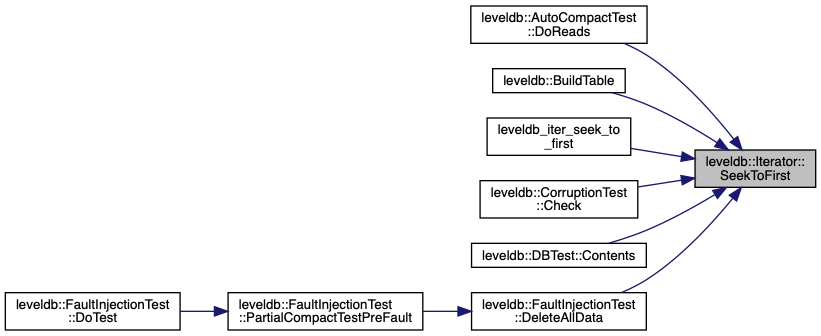 leveldb::AutoCompactTest
::DoReads
leveldb::BuildTable
leveldb_iter_seek_to
_first
leveldb::Iterator::
SeekToFirst
leveldb::CorruptionTest
::Check
leveldb::DBTest::Contents
leveldb::FaultInjectionTest
::DoTest
leveldb::FaultInjectionTest
::PartialCompactTestPreFault
leveldb::FaultInjectionTest
::DeleteAllData